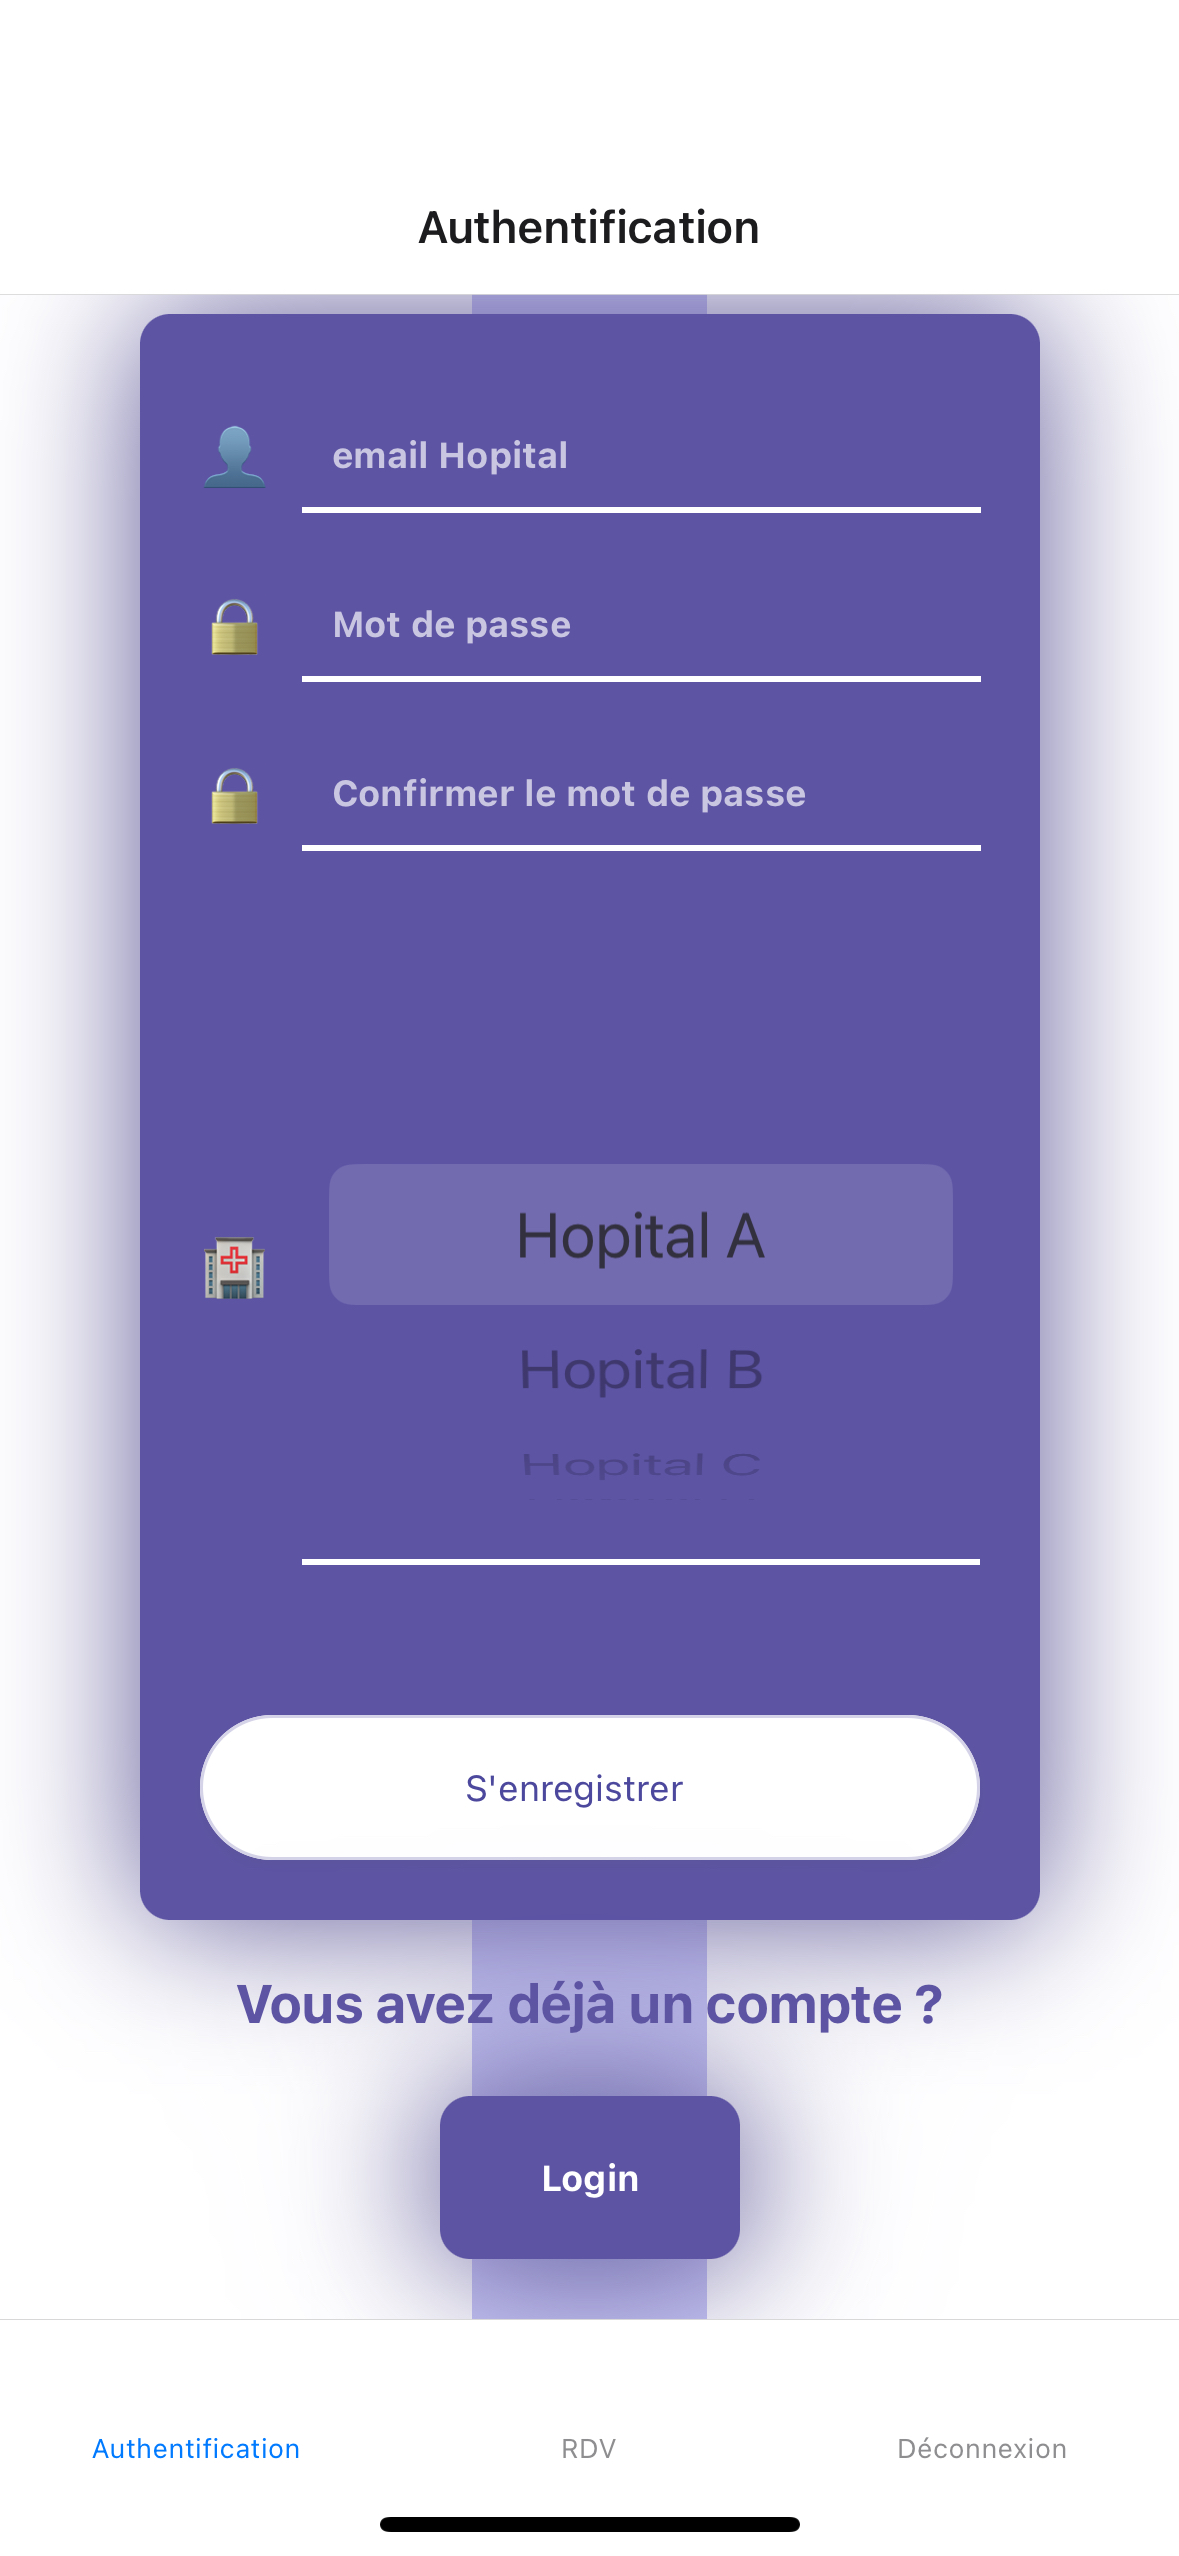 Authentification
email Hopital
Mot de passe
Confirmer le mot de passe
Hopital A
Hopital B
Hopital C
S'enregistrer
Vous avez déjà un compte ?
Login
Authentification
RDV
Déconnexion